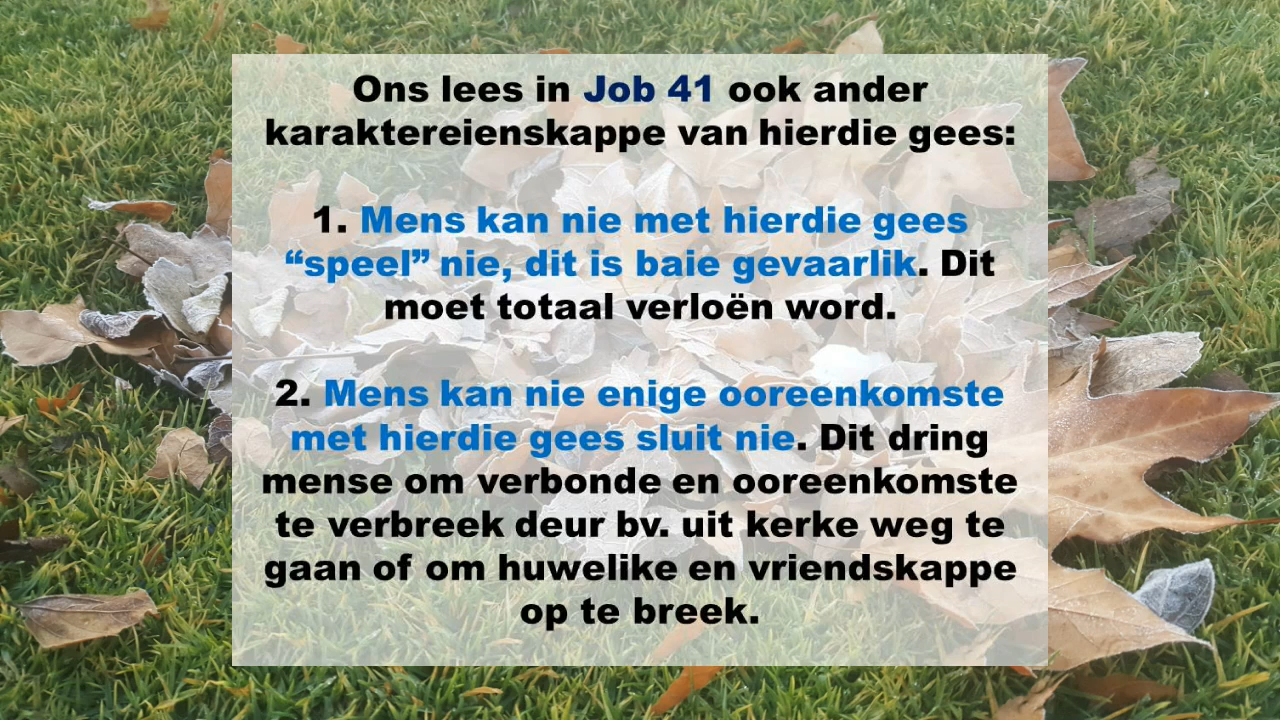 Ons lees in Job 41 ook ander
karaktereienskappe van hierdie gees:
1. Mens kan nie met hierdie gees
“speel” nie, dit is baie gevaarlik. Dit
moet totaal verloën word.
2. Mens kan nie enige ooreenkomste
met hierdie gees sluit nie. Dit dring
mense om verbonde en ooreenkomste
te verbreek deur bv. uit kerke weg te
gaan of om huwelike en vriendskappe
op te breek.